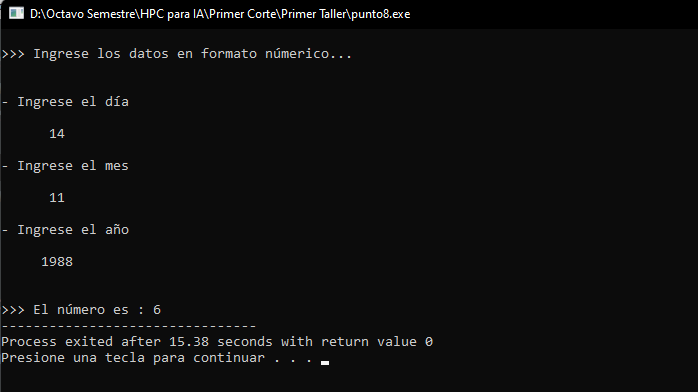 D:\Octavo Semestre\HPC para IA\Primer Corte\Primer Taller\punto8.exe
>>> Ingrese los datos en formato númerico...
- Ingrese el día
14
- Ingrese el mes
11
- Ingrese el año
1988
>>> El número es : 6
--------------------------------
Process exited after 15.38 seconds with return value 0
Presione una tecla para continuar . . .